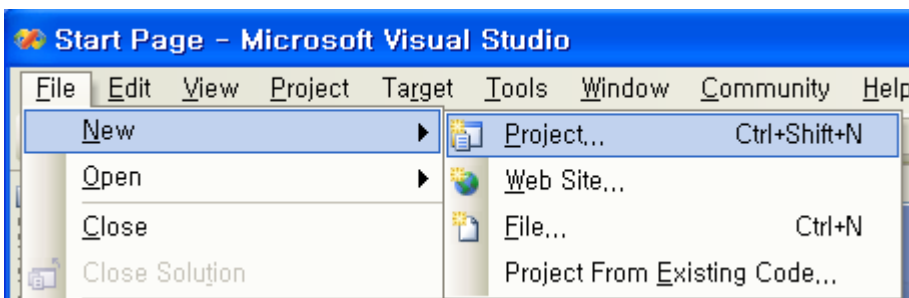 Start Page - Microsoft Visual Studio
File Edit View Project Target Tools Window Community Help
New
Project... Ctrl+Shift+N
Open
Web Site...
Close
File... Ctrl+N
Close Solution
Project From Existing Code...